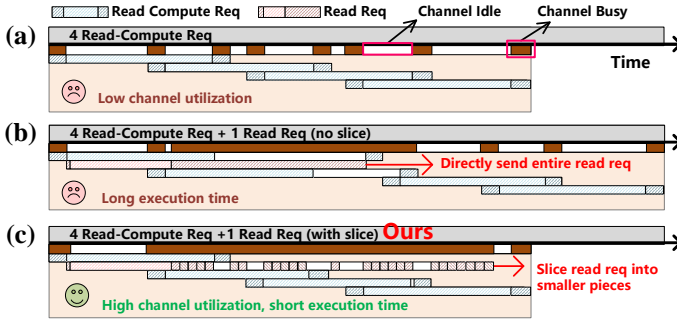 Read Compute Req Read Req Channel Idle Channel Busy
(a) 4 Read-Compute Req
Time
Low channel utilization
(b) 4 Read-Compute Req + 1 Read Req (no slice)
Directly send entire read req
Long execution time
(c) 4 Read-Compute Req +1 Read Req (with slice) Ours
Slice read req into
smaller pieces
High channel utilization, short execution time